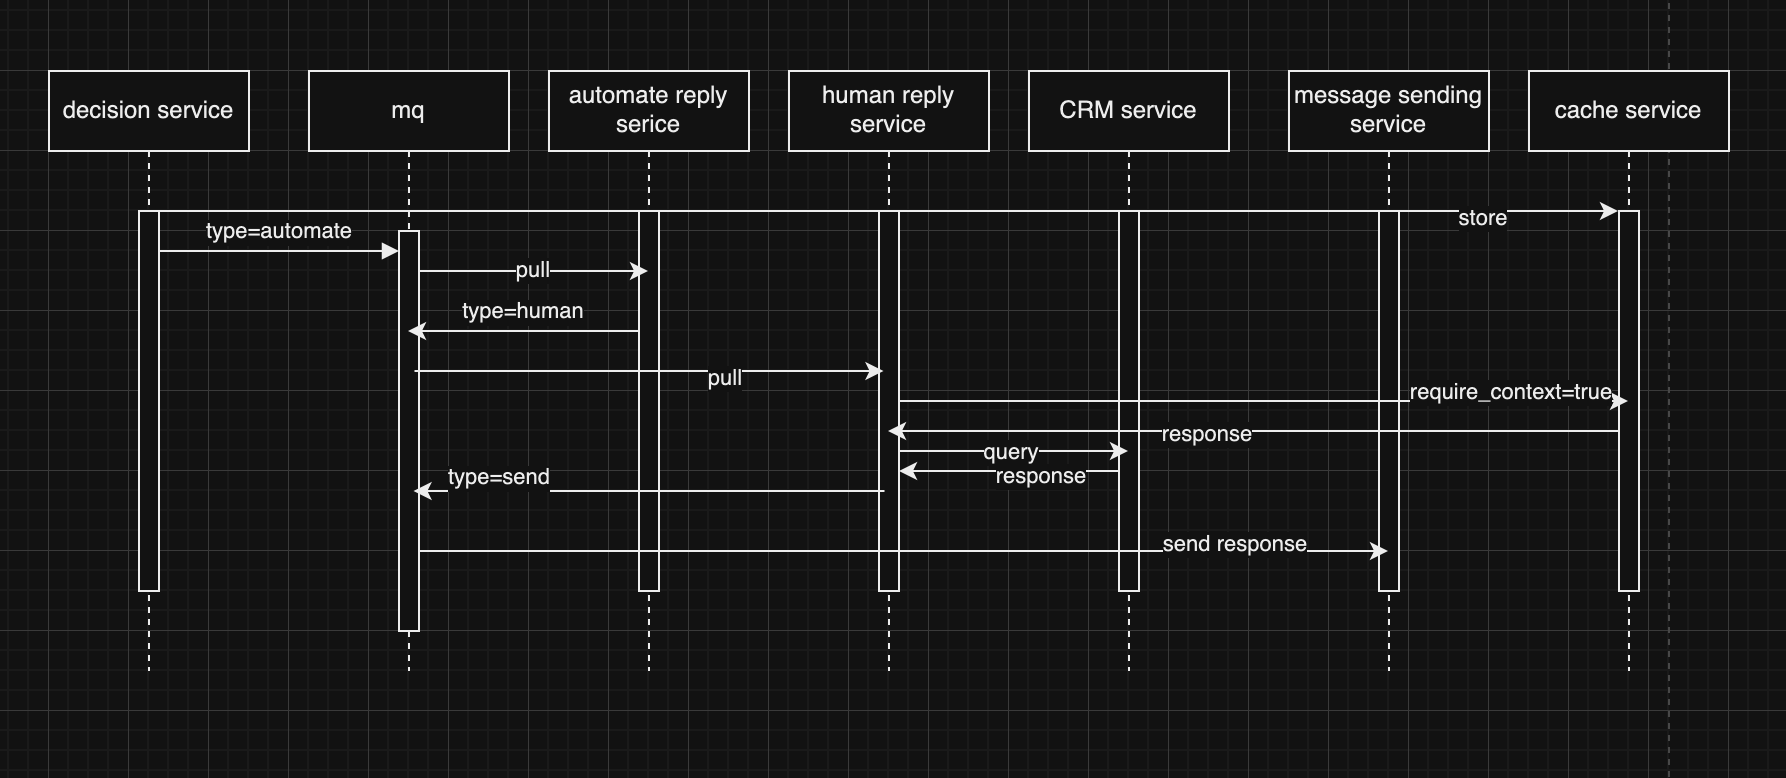 decision service
mq
automate reply
serice
human reply
service
CRM service
message sending
service
cache service
store
type=automate
pull
type=human
pull
require_context=true
response
query
response
type=send
send response